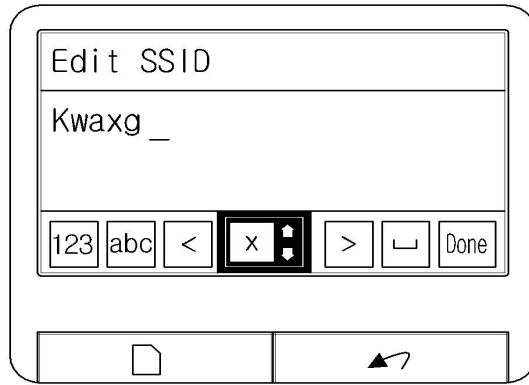 Edit SSID
Kwaxg_
123 abc < x > ⎵ Done